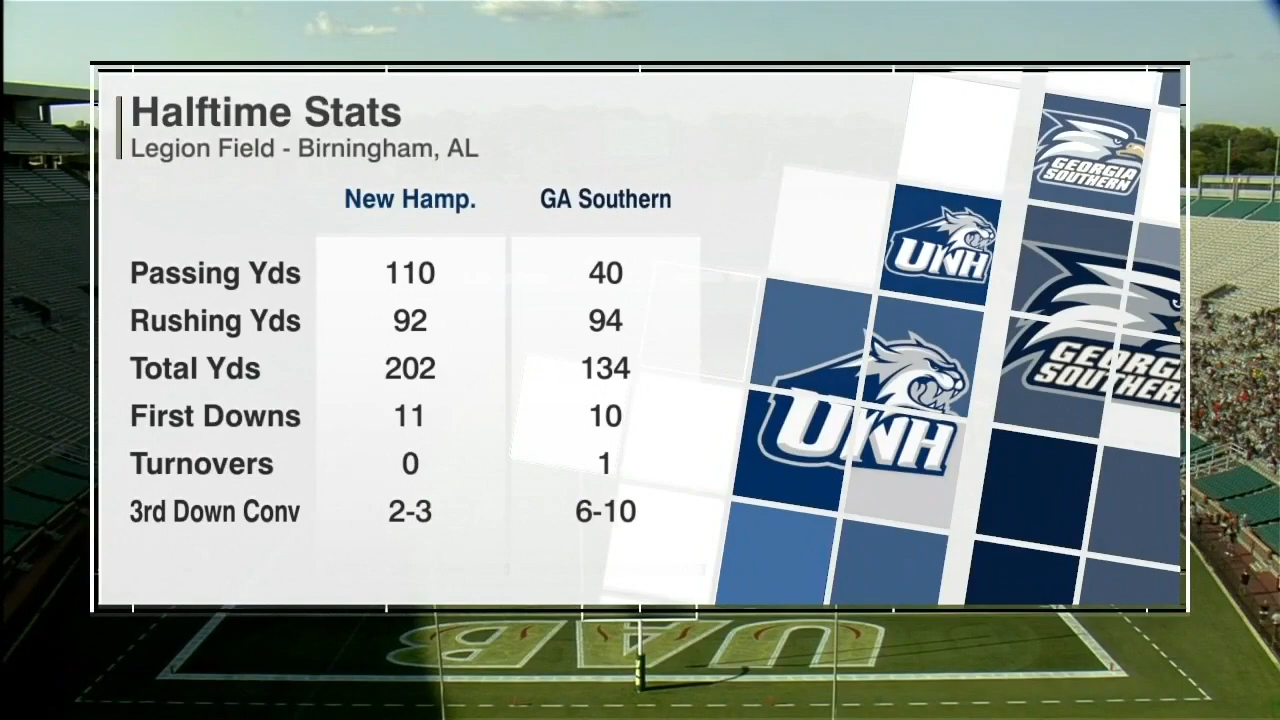 Halftime Stats
Legion Field - Birningham, AL
New Hamp. GA Southern
Passing Yds 110 40
Rushing Yds 92 94
Total Yds 202 134
First Downs 11 10
Turnovers 0 1
3rd Down Conv 2-3 6-10
GEORGIA
SOUTHERN
UNH
GEORG
SOUTHER
UNH
UAB